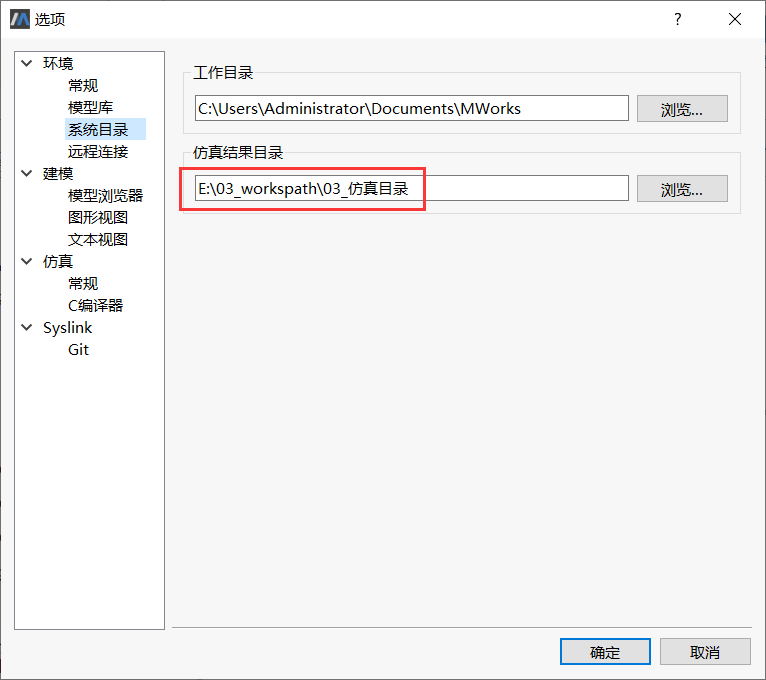 选项
?
环境
常规
模型库
系统目录
远程连接
建模
模型浏览器
图形视图
文本视图
仿真
常规
C编译器
Syslink
Git
工作目录
C:\Users\Administrator\Documents\MWorks
浏览...
仿真结果目录
E:\03_workspath\03_仿真目录
浏览...
确定
取消